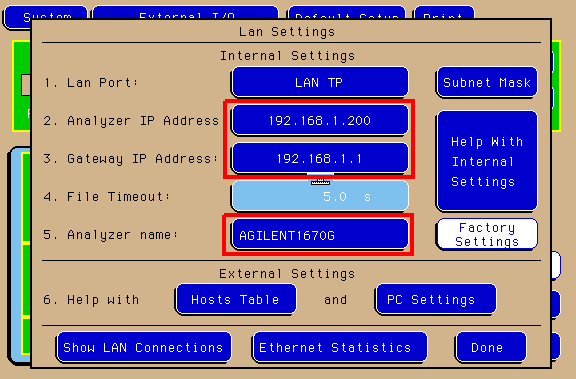 System External I/O Default Setup Print
Lan Settings
Internal Settings
1. Lan Port: LAN TP Subnet Mask
2. Analyzer IP Address 192.168.1.200
3. Gateway IP Address: 192.168.1.1
Help With
Internal
Settings
4. File Timeout: 5.0 s
5. Analyzer name: AGILENT1670G
Factory
Settings
External Settings
6. Help with Hosts Table and PC Settings
Show LAN Connections Ethernet Statistics Done